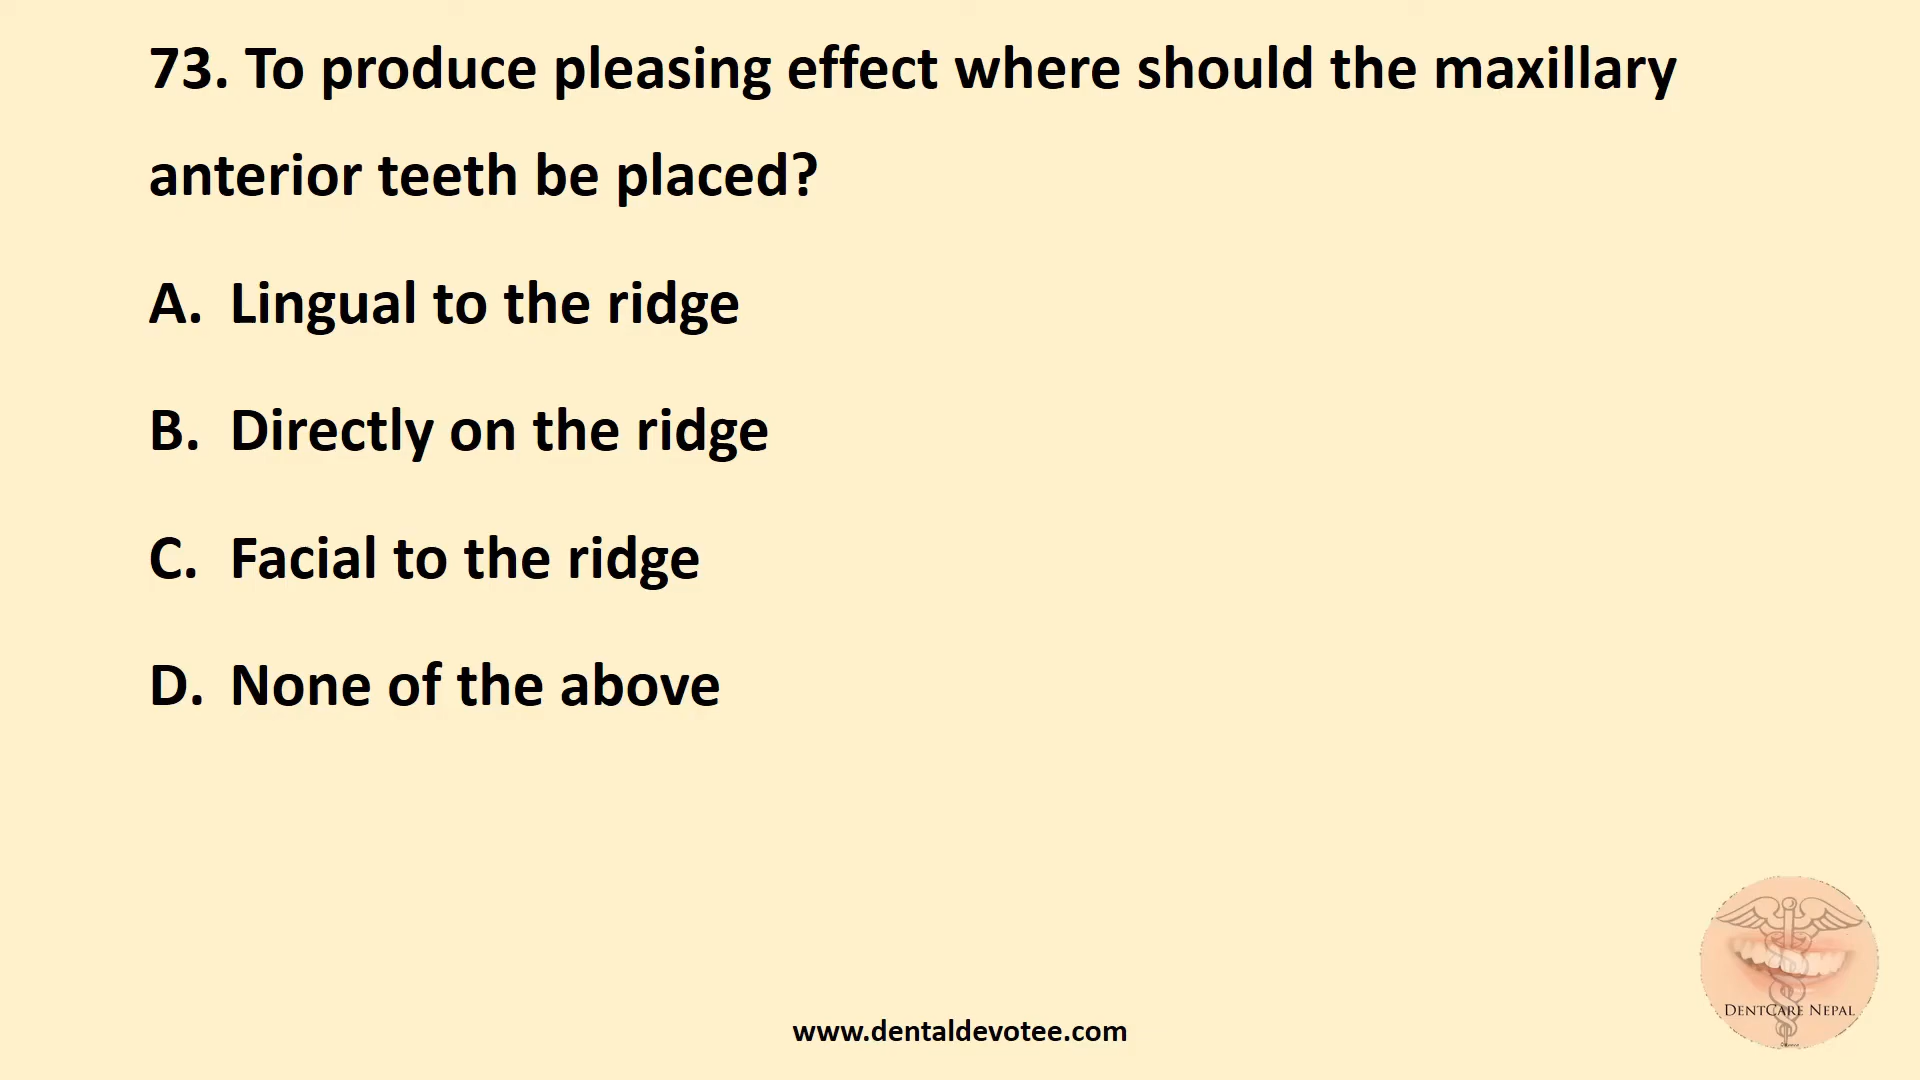 73. To produce pleasing effect where should the maxillary
anterior teeth be placed?
A. Lingual to the ridge
B. Directly on the ridge
C. Facial to the ridge
D. None of the above
DENTCARE NEPAL
www.dentaldevotee.com